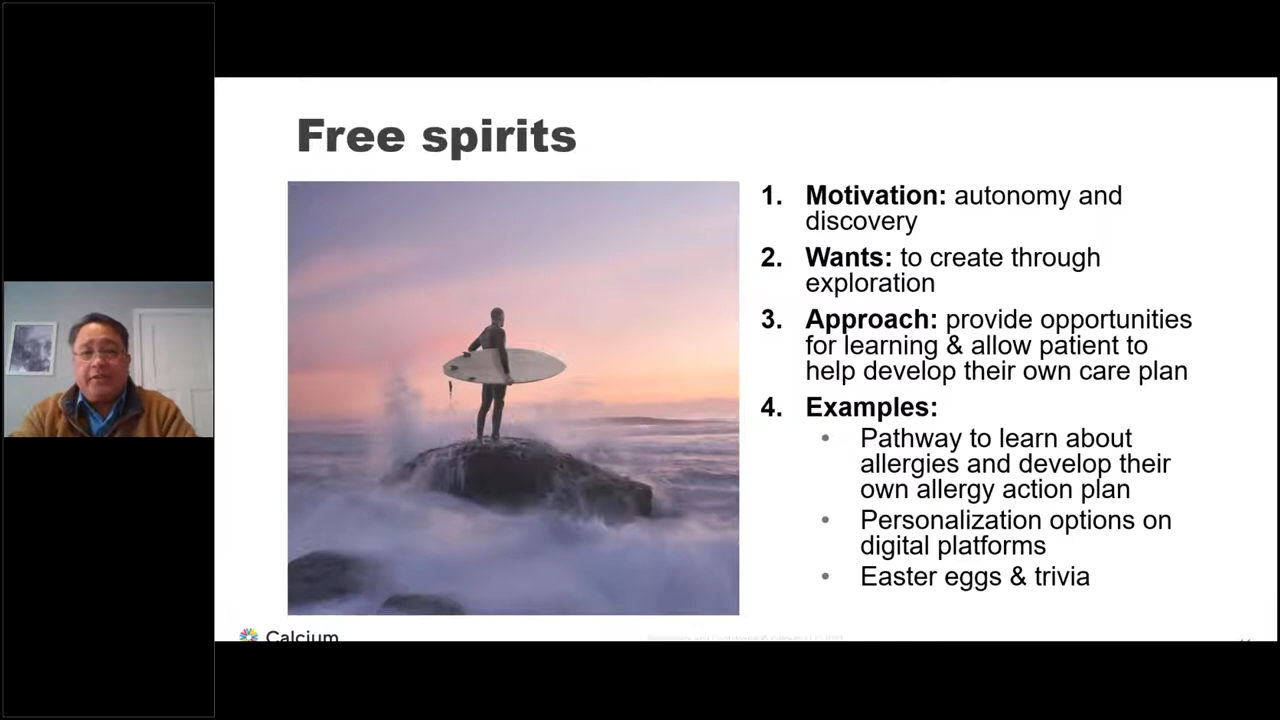 Free spirits
1. Motivation: autonomy and
discovery
2. Wants: to create through
exploration
3. Approach: provide opportunities
for learning & allow patient to
help develop their own care plan
4. Examples:
• Pathway to learn about
allergies and develop their
own allergy action plan
• Personalization options on
digital platforms
• Easter eggs & trivia
Calcium